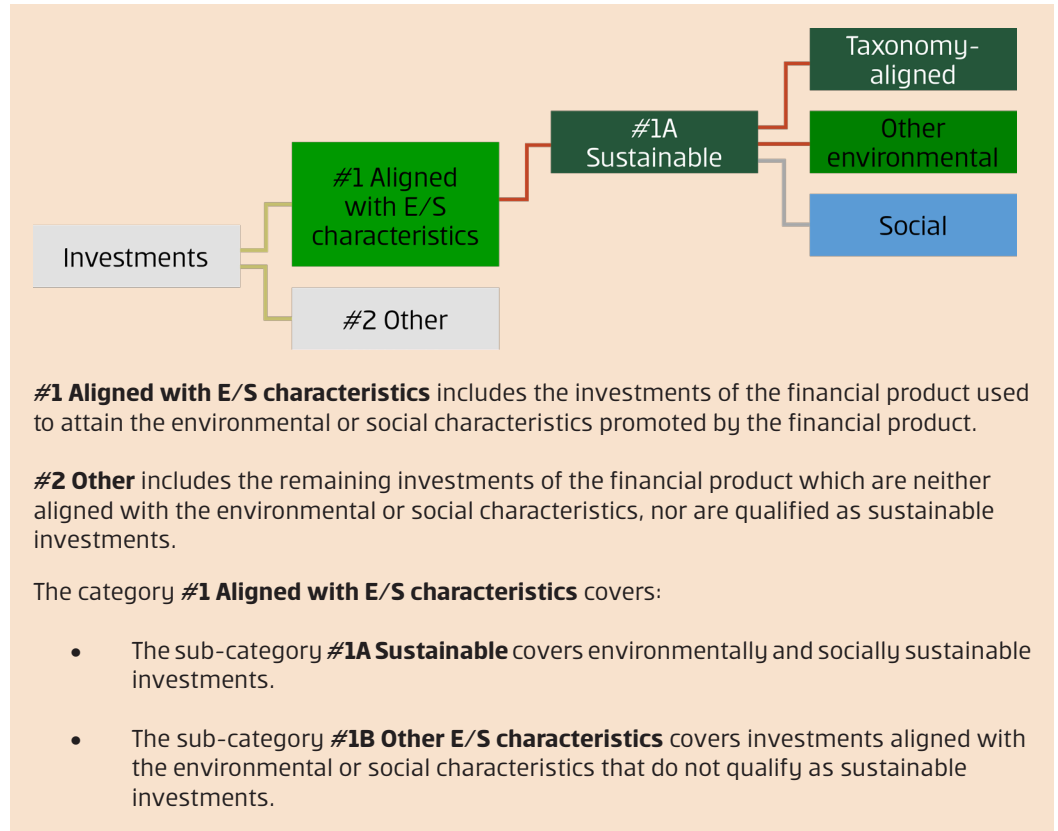 Taxonomy-
aligned
#1A
Sustainable
Other
environmental
#1 Aligned
with E/S
characteristics
Social
Investments
#2 Other
#1 Aligned with E/S characteristics includes the investments of the financial product used
to attain the environmental or social characteristics promoted by the financial product.
#2 Other includes the remaining investments of the financial product which are neither
aligned with the environmental or social characteristics, nor are qualified as sustainable
investments.
The category #1 Aligned with E/S characteristics covers:
• The sub-category #1A Sustainable covers environmentally and socially sustainable
investments.
• The sub-category #1B Other E/S characteristics covers investments aligned with
the environmental or social characteristics that do not qualify as sustainable
investments.